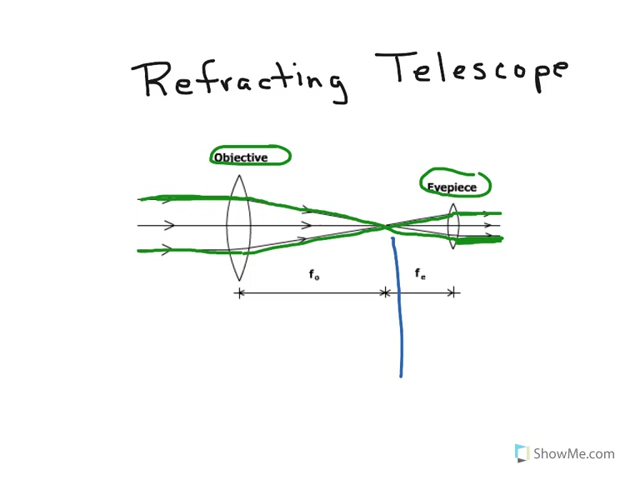 Refracting Telescope
Objective
Eyepiece
fo
fe
ShowMe.com